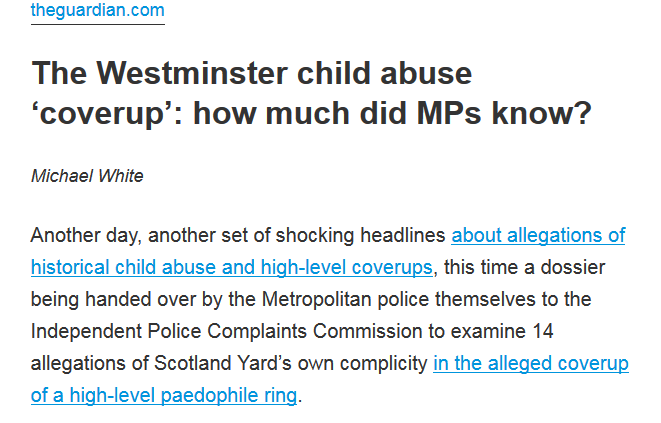 theguardian.com
The Westminster child abuse
‘coverup’: how much did MPs know?
Michael White
Another day, another set of shocking headlines about allegations of
historical child abuse and high-level coverups, this time a dossier
being handed over by the Metropolitan police themselves to the
Independent Police Complaints Commission to examine 14
allegations of Scotland Yard’s own complicity in the alleged coverup
of a high-level paedophile ring.